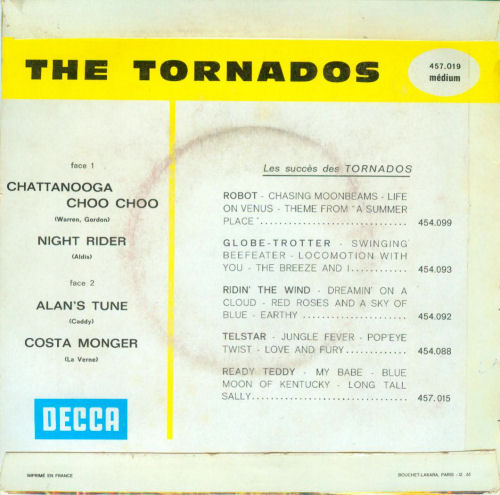 THE TORNADOS
457.019
médium
face 1
CHATTANOOGA
CHOO CHOO
(Warren, Gordon)
NIGHT RIDER
(Aldis)
face 2
ALAN'S TUNE
(Caddy)
COSTA MONGER
(La Verne)
DECCA
Les succès des TORNADOS
ROBOT - CHASING MOONBEAMS - LIFE
ON VENUS - THEME FROM "A SUMMER
PLACE"............................... 454.099
GLOBE-TROTTER - SWINGING
BEEFEATER - LOCOMOTION WITH
YOU - THE BREEZE AND I............ 454.093
RIDIN' THE WIND - DREAMIN' ON A
CLOUD - RED ROSES AND A SKY OF
BLUE - EARTHY ...................... 454.092
TELSTAR - JUNGLE FEVER - POP'EYE
TWIST - LOVE AND FURY............. 454.088
READY TEDDY - MY BABE - BLUE
MOON OF KENTUCKY - LONG TALL
SALLY................................. 457.015
IMPRIMÉ EN FRANCE
BOUCHET-LAKARA, PARIS -